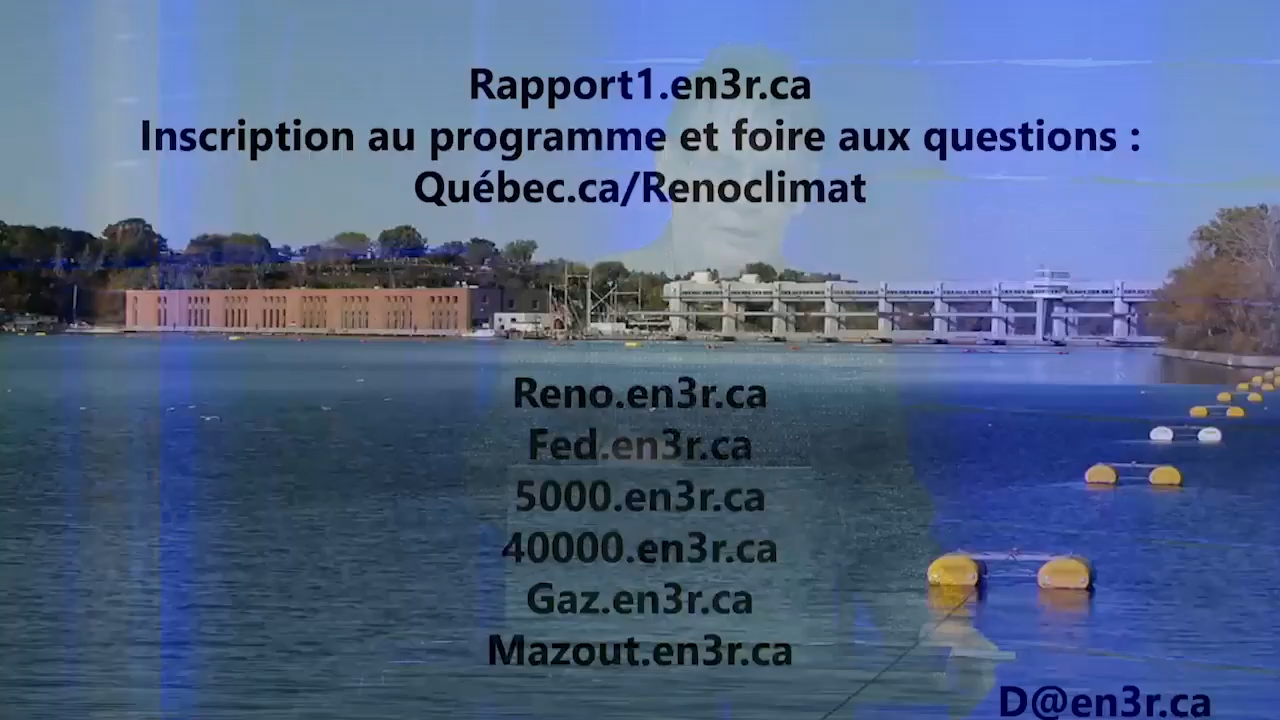 Rapport1.en3r.ca
Inscription au programme et foire aux questions :
Québec.ca/Renoclimat
Reno.en3r.ca
Fed.en3r.ca
5000.en3r.ca
40000.en3r.ca
Gaz.en3r.ca
Mazout.en3r.ca
D@en3r.ca